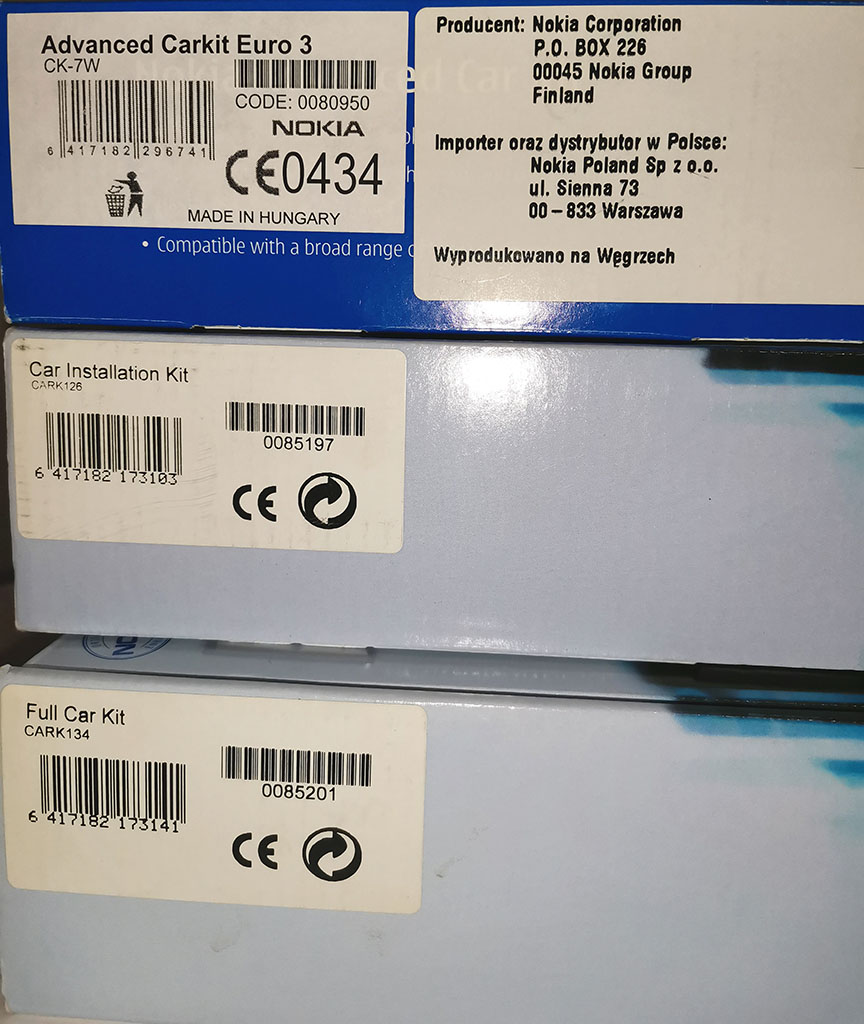 Advanced Carkit Euro 3
CK-7W
CODE: 0080950
NOKIA
6 417182 296741
CE0434
MADE IN HUNGARY
• Compatible with a broad range
Producent: Nokia Corporation
P.O. BOX 226
00045 Nokia Group
Finland
Importer oraz dystrybutor w Polsce:
Nokia Poland Sp z o.o.
ul. Sienna 73
00-833 Warszawa
Wyprodukowano na Węgrzech
Car Installation Kit
CARK126
0085197
6 417182 173103
CE
Full Car Kit
CARK134
0085201
6 417182 173141
CE